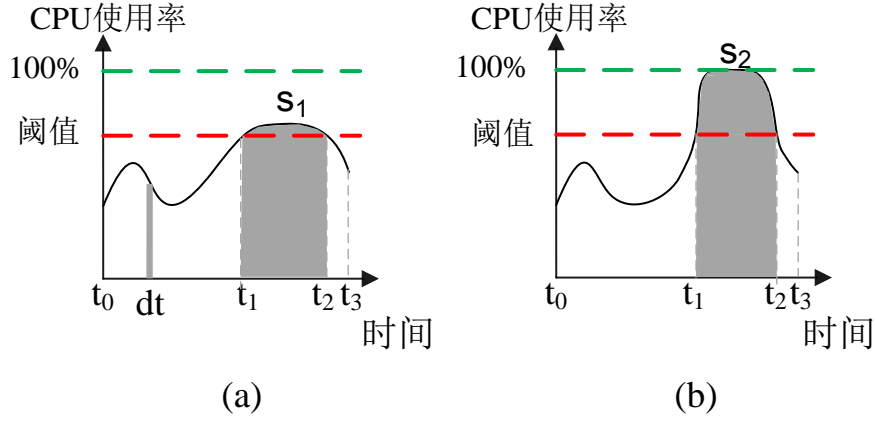 CPU使用率
100%
S1
阈值
t0 dt t1 t2 t3
时间
(a)
CPU使用率
100%
S2
阈值
t0 t1 t2 t3
时间
(b)